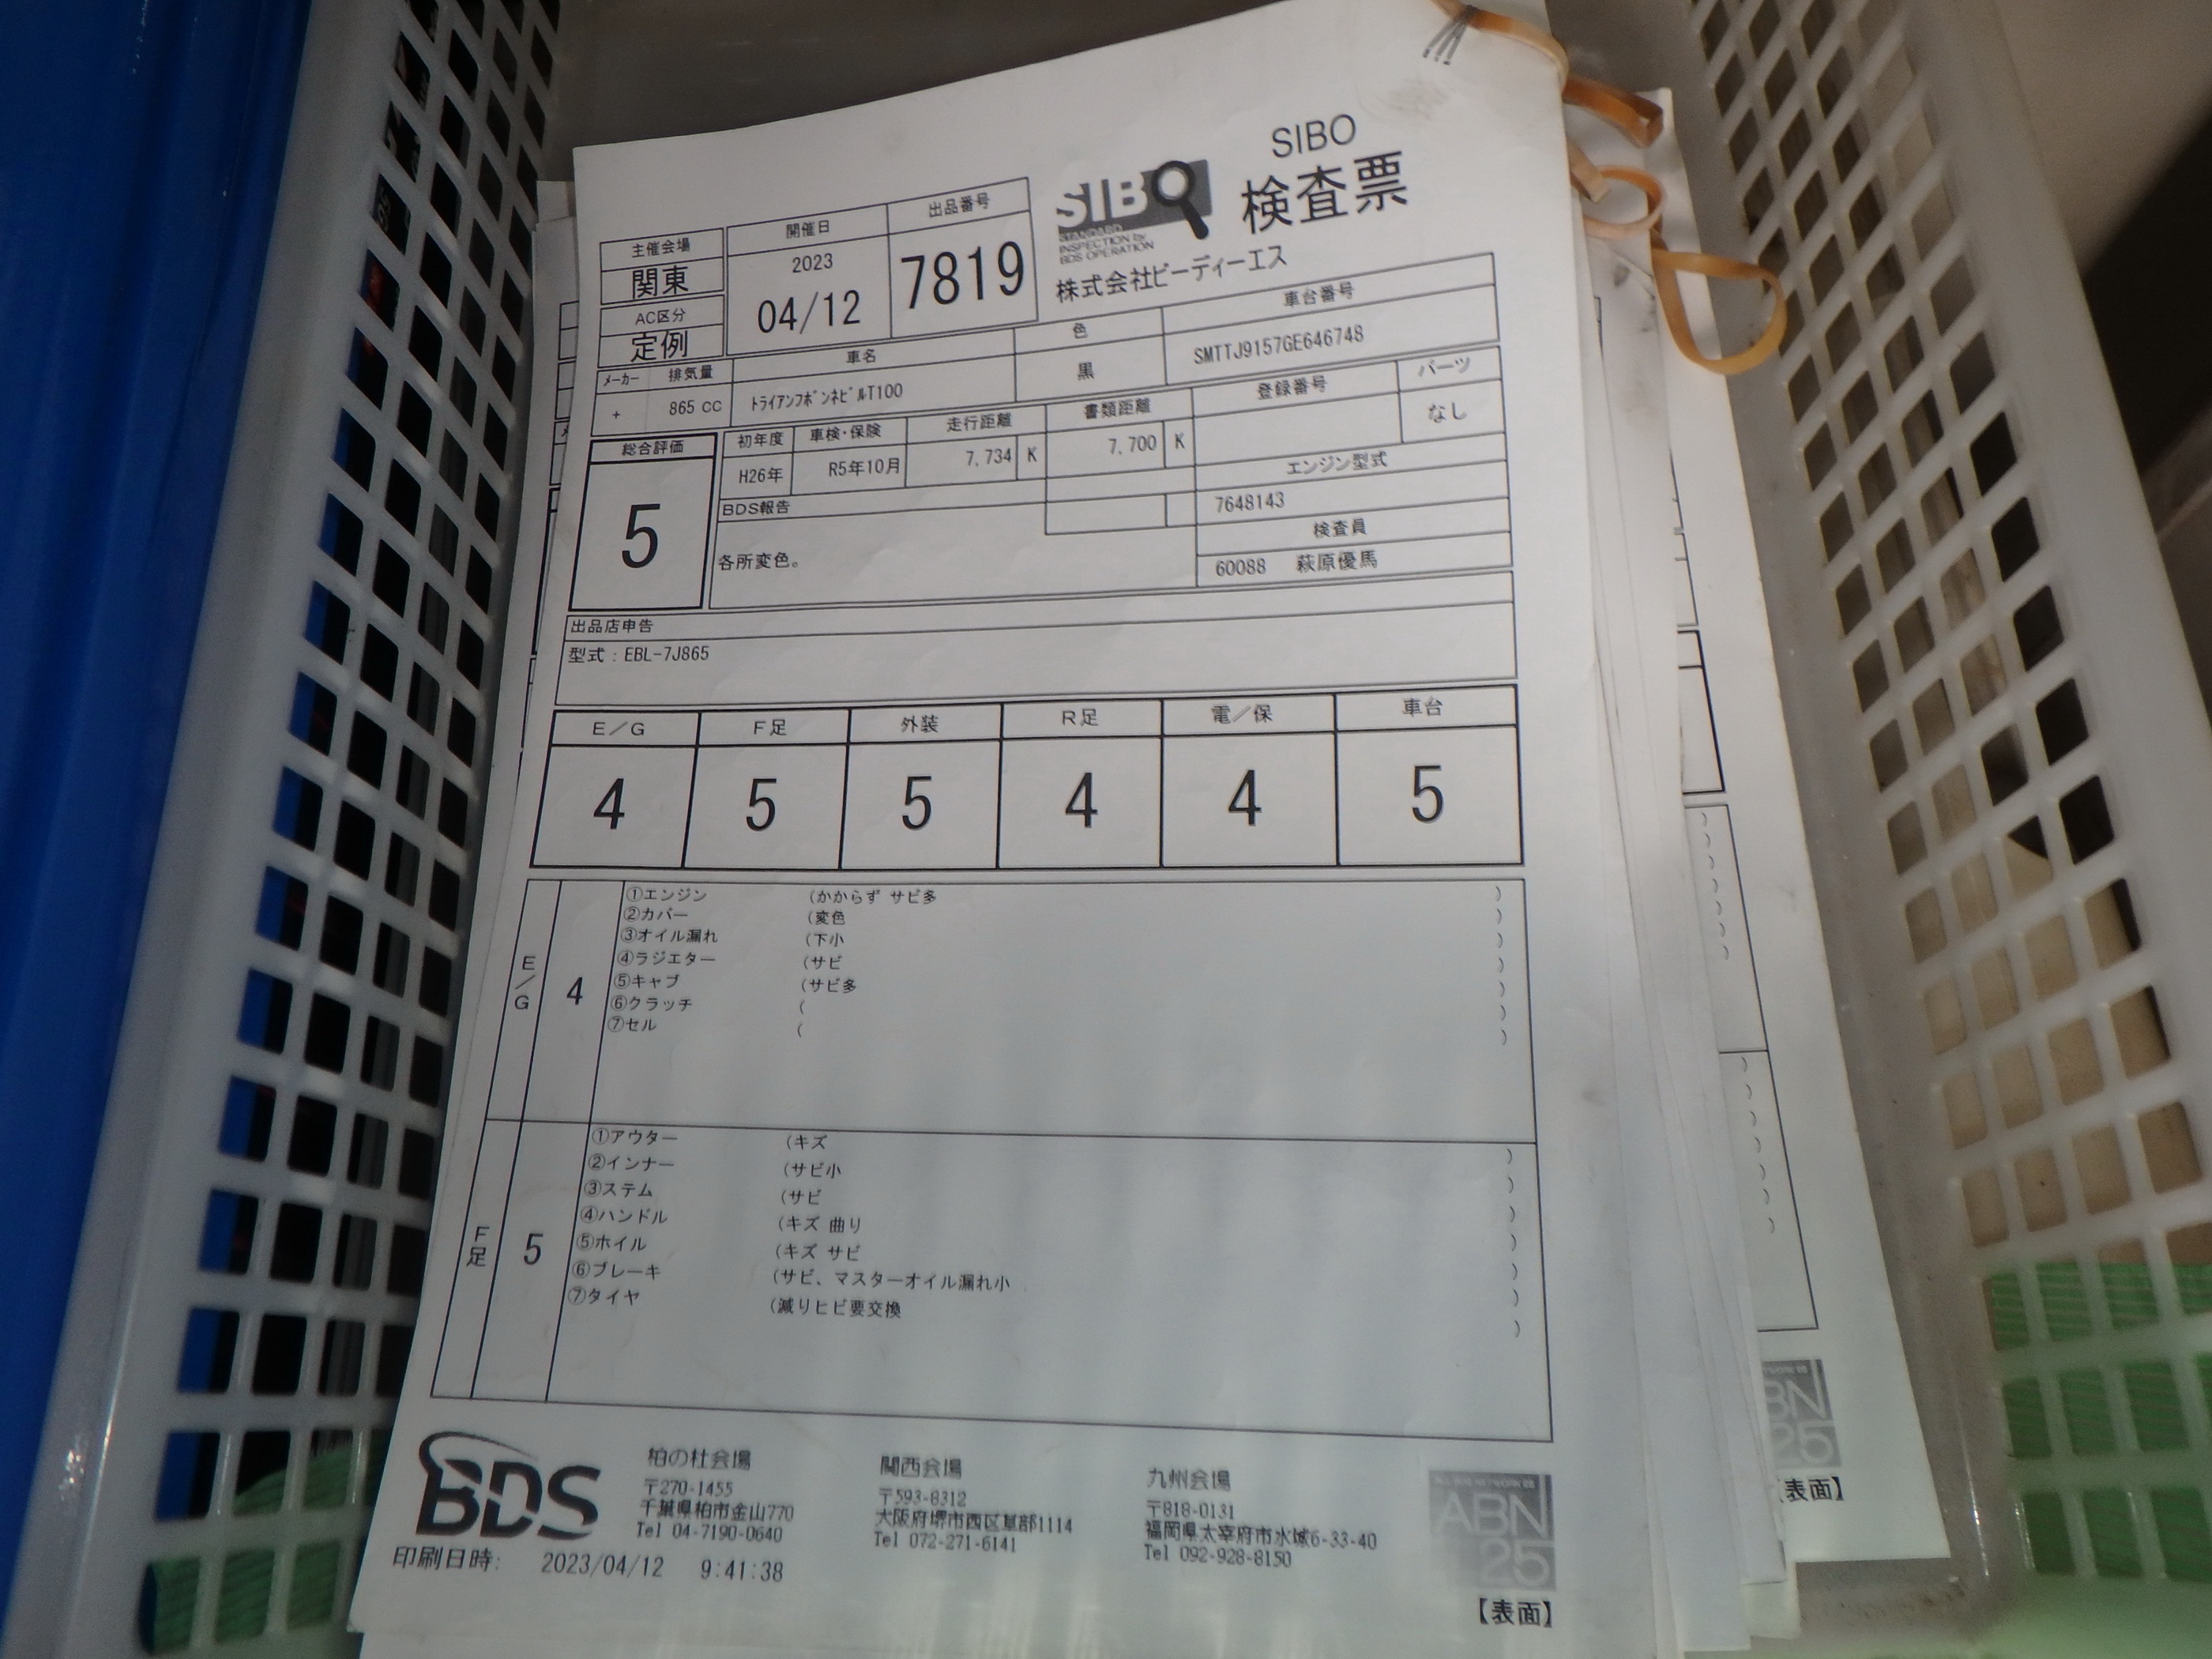 SIBO
検査票
SIBO
STANDARD
INSPECTION by
BDS OPERATION
株式会社ビーディーエス
主催会場
関東
AC区分
定例
開催日
2023
04/12
出品番号
7819
メーカー 排気量 車名 色 車台番号
+ 865 CC トライアンフボンネビルT100 黒 SMTTJ9157GE646748
総合評価
5
初年度 車検・保険 走行距離 書類距離 登録番号 パーツ
H26年 R5年10月 7,734 K 7,700 K なし
エンジン型式
7648143
検査員
60088 萩原優馬
BDS報告
各所変色。
出品店申告
型式:EBL-7J865
E/G F足 外装 R足 電/保 車台
4 5 5 4 4 5
E/G 4
①エンジン (かからず サビ多 )
②カバー (変色 )
③オイル漏れ (下小 )
④ラジエター (サビ )
⑤キャブ (サビ多 )
⑥クラッチ ( )
⑦セル ( )
F足 5
①アウター (キズ )
②インナー (サビ小 )
③ステム (サビ )
④ハンドル (キズ 曲り )
⑤ホイル (キズ サビ )
⑥ブレーキ (サビ、マスターオイル漏れ小 )
⑦タイヤ (減りヒビ要交換 )
BDS
柏の杜会場
〒270-1455
千葉県柏市金山770
Tel 04-7190-0640
関西会場
〒593-8312
大阪府堺市西区草部1114
Tel 072-271-6141
九州会場
〒818-0131
福岡県太宰府市水城6-33-40
Tel 092-928-8150
ABN
25
印刷日時: 2023/04/12 9:41:38
【表面】
BN
25
表面】